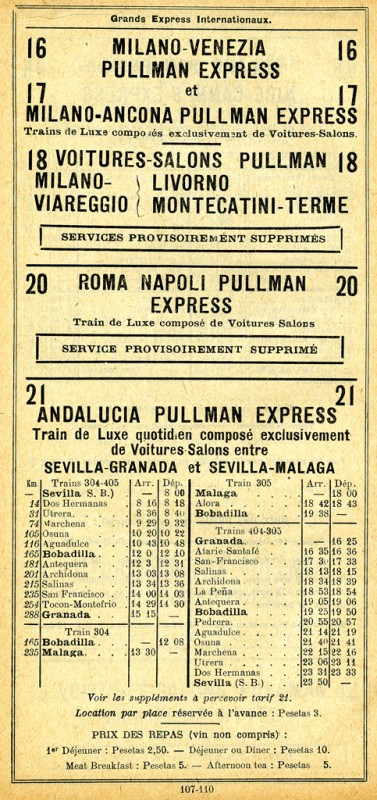 Grands Express Internationaux.
16 MILANO-VENEZIA 16
PULLMAN EXPRESS
17 et 17
MILANO-ANCONA PULLMAN EXPRESS
Trains de Luxe composés exclusivement de Voitures-Salons.
18 VOITURES-SALONS PULLMAN 18
MILANO- LIVORNO
VIAREGGIO MONTECATINI-TERME
SERVICES PROVISOIREMENT SUPPRIMÉS
20 ROMA NAPOLI PULLMAN 20
EXPRESS
Train de Luxe composé de Voitures Salons
SERVICE PROVISOIREMENT SUPPRIMÉ
21 21
ANDALUCIA PULLMAN EXPRESS
Train de Luxe quotidien composé exclusivement
de Voitures Salons entre
SEVILLA-GRANADA et SEVILLA-MALAGA
Km. Trains 304-405 Arr. Dép.
— Sevilla (S. B.) — 8 00
14 Dos Hermanas 8 16 8 18
31 Utrera. 8 36 8 40
74 Marchena 9 29 9 32
105 Osuna 10 20 10 22
116 Aguadulce 10 43 10 48
165 Bobadilla. 12 0 12 10
181 Antequera 12 3 12 31
201 Archidona 13 03 13 08
215 Salinas 13 34 13 36
235 San Francisco 14 00 14 03
254 Tocon-Montefrio 14 29 14 30
288 Granada 15 15 —
Train 304
165 Bobadilla — 12 08
235 Malaga. 13 30 —
Train 305 Arr. Dép.
Malaga — 18 00
Alora 18 42 18 43
Bobadilla 19 38 —
Trains 404-305
Granada. — 16 25
Atarie Santafé 16 35 16 36
San-Francisco 17 30 17 33
Salinas 18 13 18 15
Archidona 18 34 18 39
La Peña 18 53 18 54
Antequera 19 05 19 06
Bobadilla 19 25 19 50
Pedrera. 20 55 20 57
Aguadulce 21 14 21 19
Osuna 21 40 21 41
Marchena 22 15 22 16
Utrera 23 06 23 11
Dos Hermanas 23 31 23 33
Sevilla (S. B.) 23 50 —
Voir les suppléments à percevoir tarif 21.
Location par place réservée à l'avance : Pesetas 3.
PRIX DES REPAS (vin non compris) :
1er Déjeuner : Pesetas 2,50. — Déjeuner ou Dîner : Pesetas 10.
Meat Breakfast : Pesetas 5. — Afternoon tea : Pesetas 5.
107-110